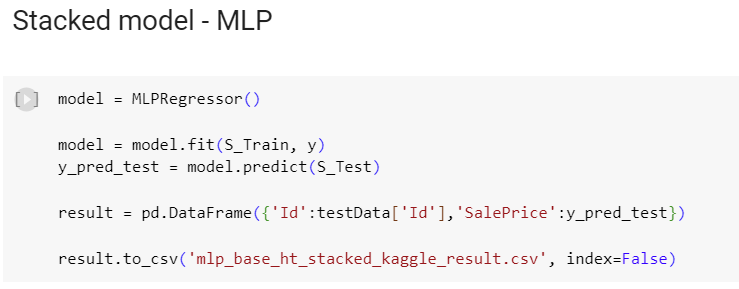 Stacked model - MLP
model = MLPRegressor()
model = model.fit(S_Train, y)
y_pred_test = model.predict(S_Test)
result = pd.DataFrame({'Id':testData['Id'],'SalePrice':y_pred_test})
result.to_csv('mlp_base_ht_stacked_kaggle_result.csv', index=False)